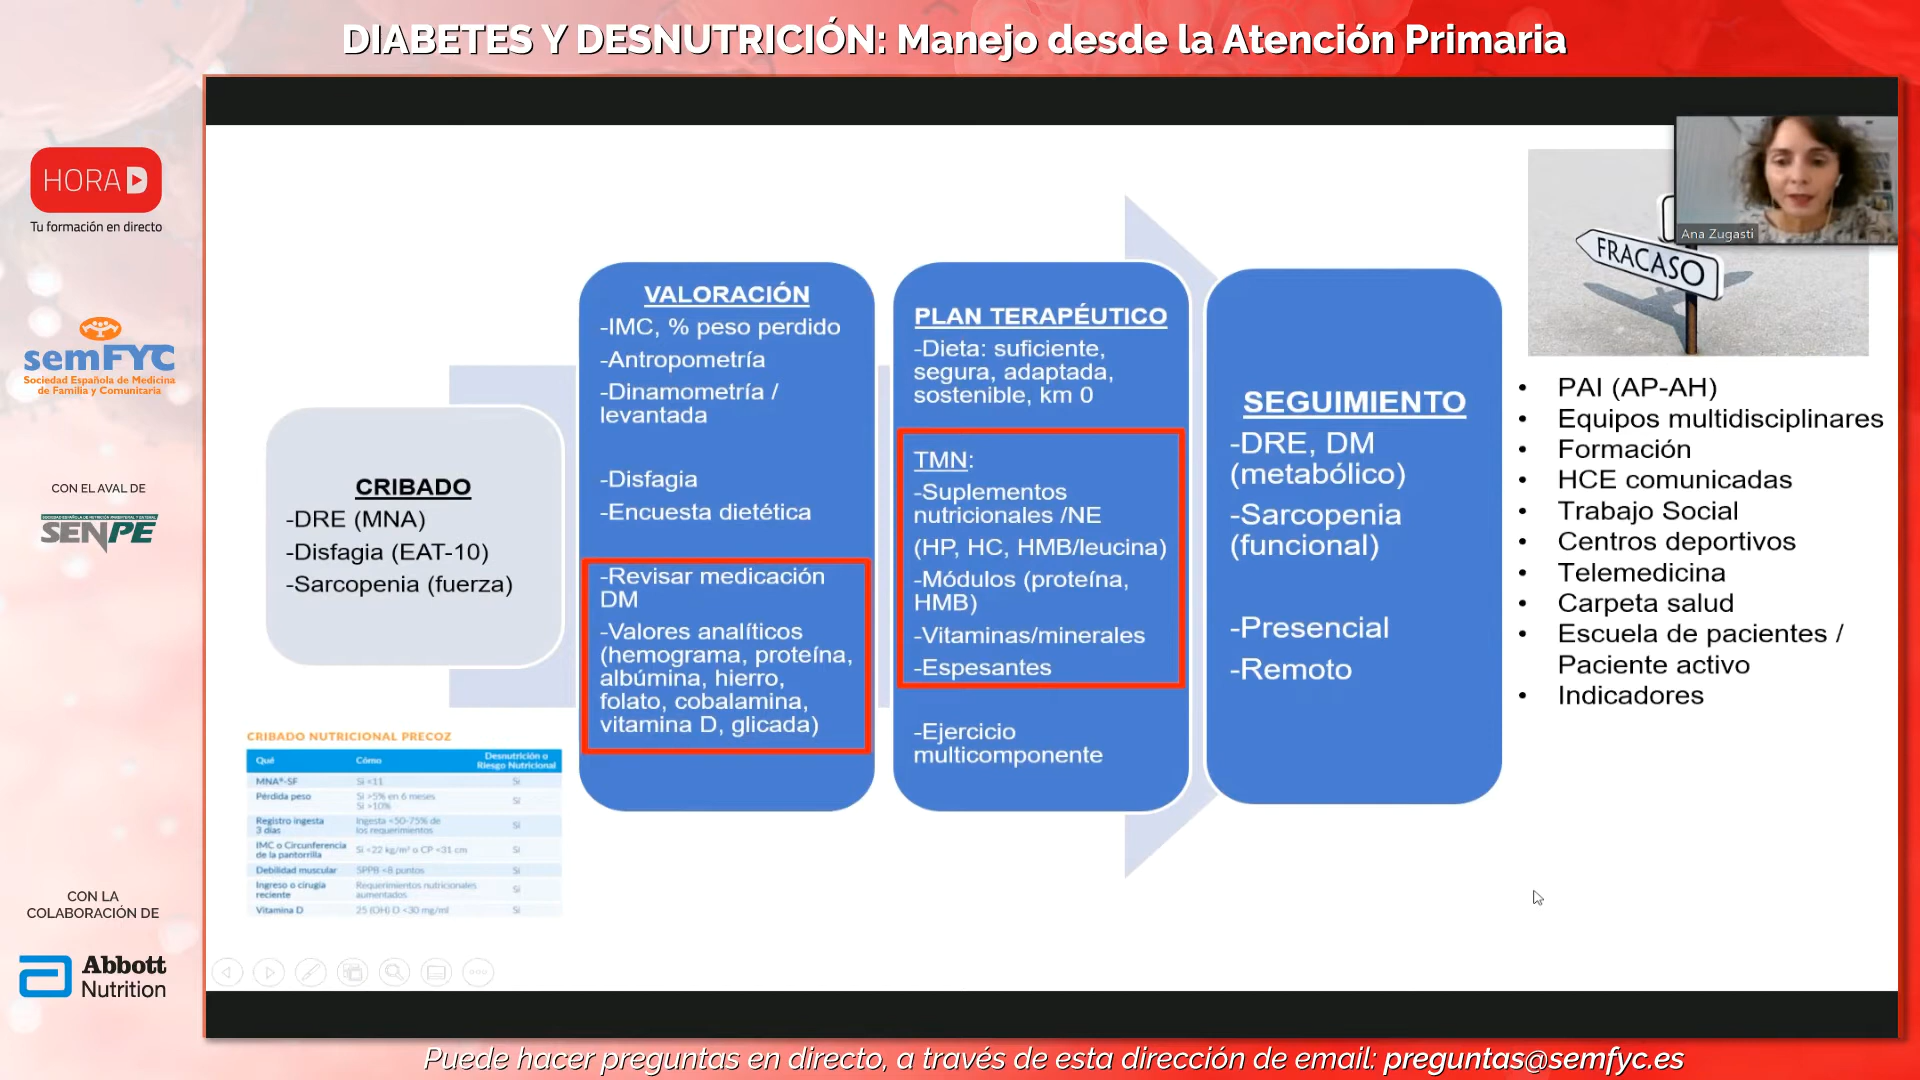 DIABETES Y DESNUTRICIÓN: Manejo desde la Atención Primaria
HORA D
Tu formación en directo
semFYC
Sociedad Española de Medicina
de Familia y Comunitaria
CON EL AVAL DE
SENPE
CON LA
COLABORACIÓN DE
Abbott
Nutrition
CRIBADO
-DRE (MNA)
-Disfagia (EAT-10)
-Sarcopenia (fuerza)
CRIBADO NUTRICIONAL PRECOZ
Qué Cómo Desnutrición o
Riesgo Nutricional
MNA®-SF Si <11 Si
Pérdida peso Si >5% en 6 meses
Si >10% Si
Registro ingesta
3 días Ingesta <50-75% de
los requerimientos Si
IMC o Circunferencia
de la pantorrilla Si <22 kg/m² o CP <31 cm Si
Debilidad muscular SPPB <8 puntos Si
Ingreso o cirugía
reciente Requerimientos nutricionales
aumentados Si
Vitamina D 25 (OH) D <30 mg/ml Si
VALORACIÓN
-IMC, % peso perdido
-Antropometría
-Dinamometría /
levantada
-Disfagia
-Encuesta dietética
-Revisar medicación
DM
-Valores analíticos
(hemograma, proteína,
albúmina, hierro,
folato, cobalamina,
vitamina D, glicada)
PLAN TERAPÉUTICO
-Dieta: suficiente,
segura, adaptada,
sostenible, km 0
TMN:
-Suplementos
nutricionales /NE
(HP, HC, HMB/leucina)
-Módulos (proteína,
HMB)
-Vitaminas/minerales
-Espesantes
-Ejercicio
multicomponente
SEGUIMIENTO
-DRE, DM
(metabólico)
-Sarcopenia
(funcional)
-Presencial
-Remoto
FRACASO
Ana Zugasti
• PAI (AP-AH)
• Equipos multidisciplinares
• Formación
• HCE comunicadas
• Trabajo Social
• Centros deportivos
• Telemedicina
• Carpeta salud
• Escuela de pacientes /
Paciente activo
• Indicadores
Puede hacer preguntas en directo, a través de esta dirección de email: preguntas@semfyc.es